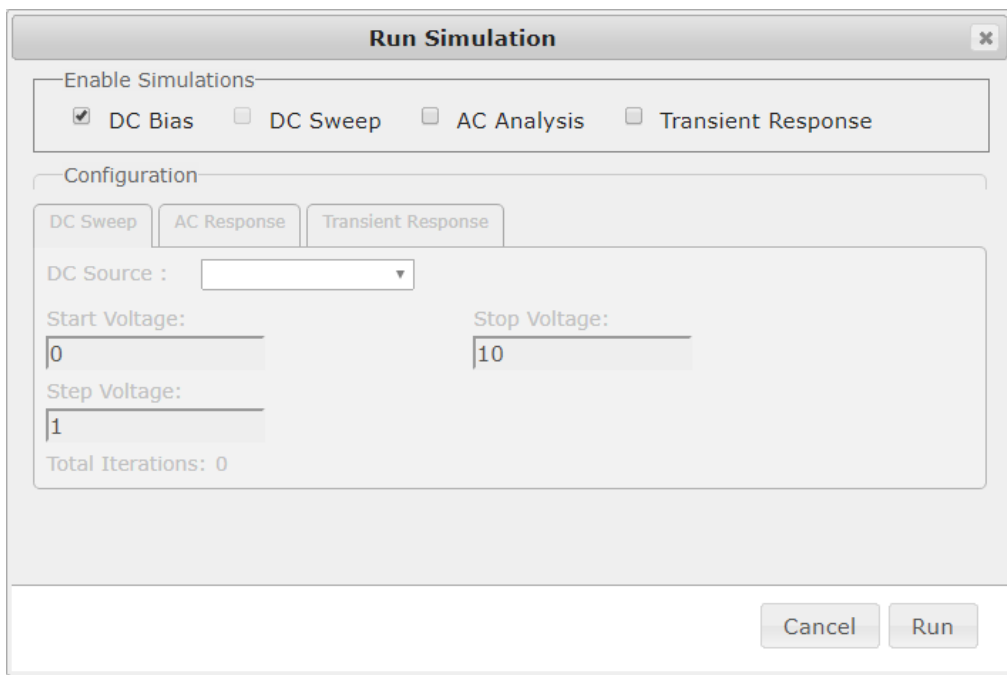 Run Simulation
Enable Simulations
DC Bias DC Sweep AC Analysis Transient Response
Configuration
DC Sweep AC Response Transient Response
DC Source :
Start Voltage: Stop Voltage:
0 10
Step Voltage:
1
Total Iterations: 0
Cancel Run